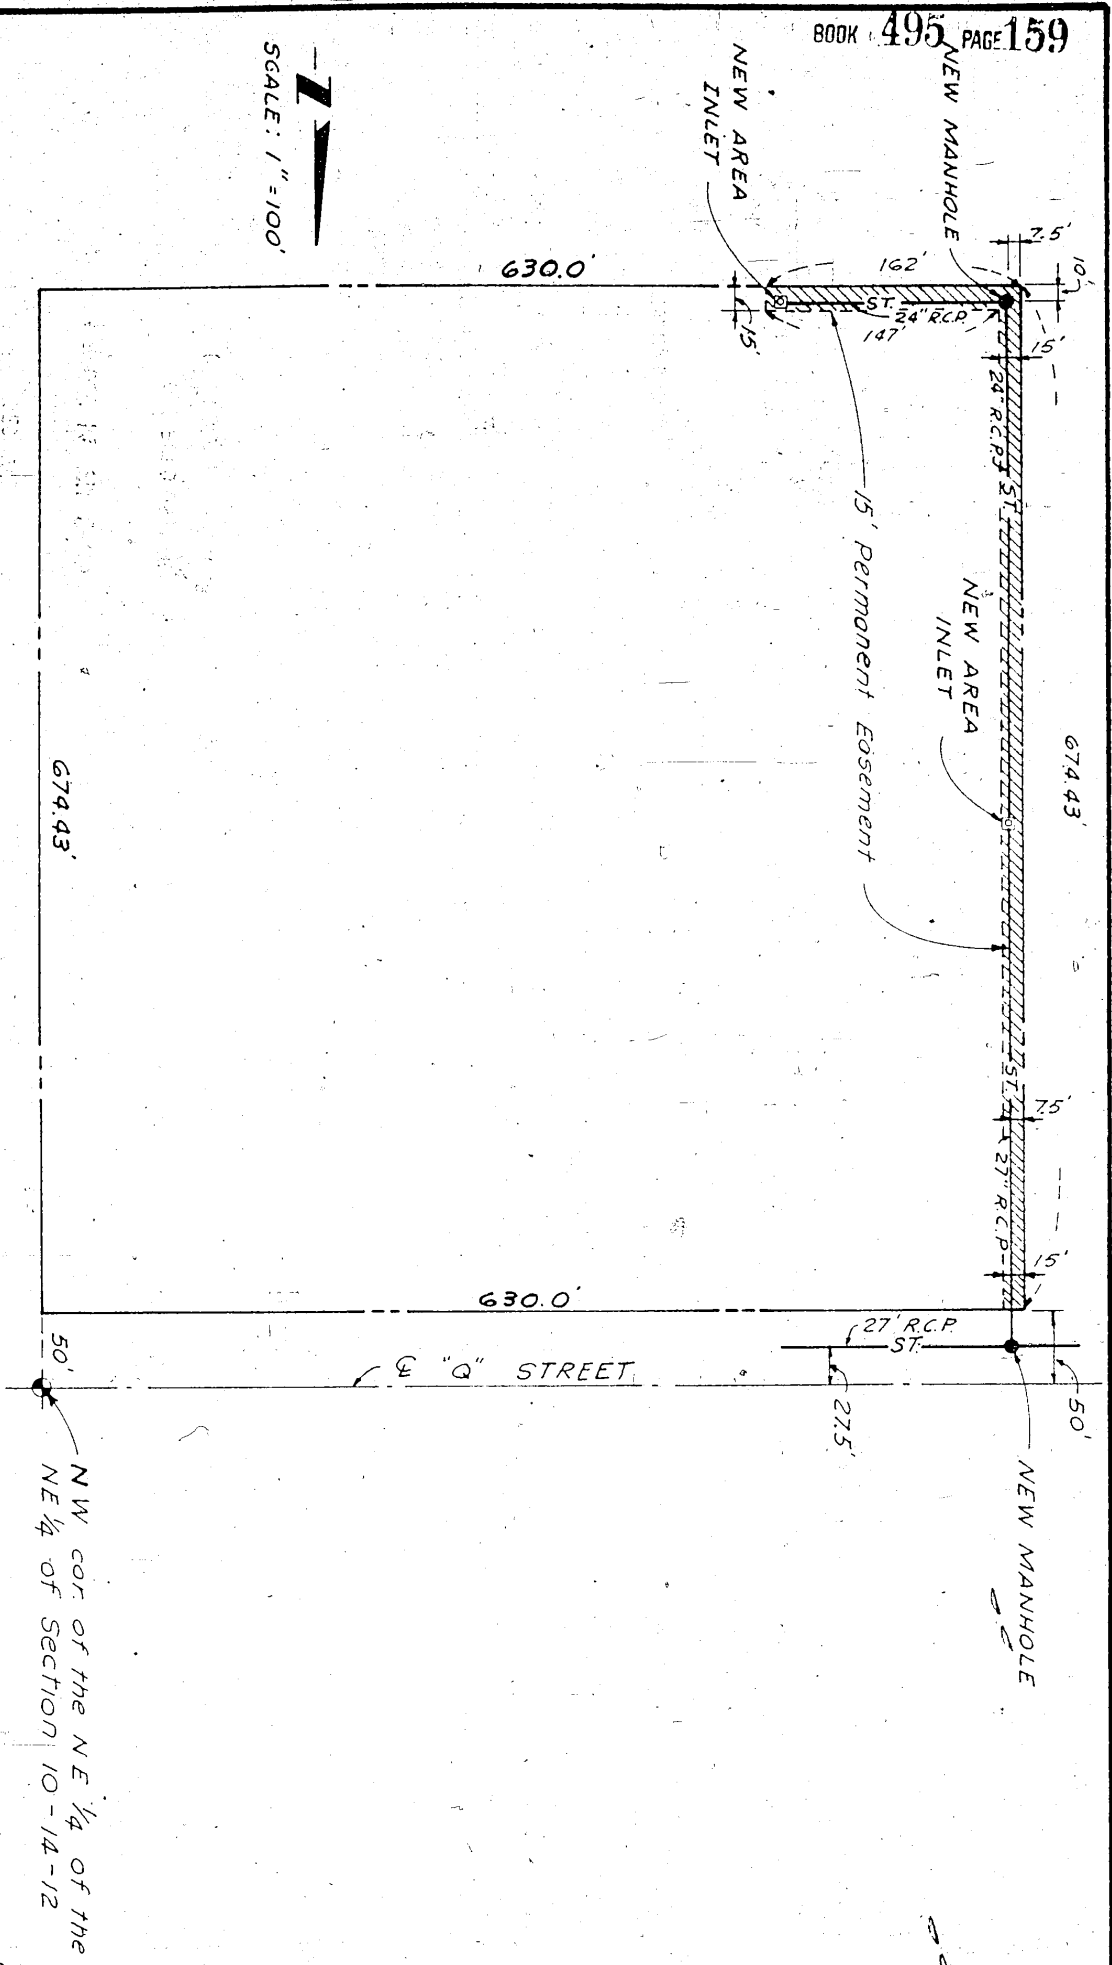 BOOK 495 PAGE 159
SCALE: 1"=100'
NEW AREA
INLET
NEW MANHOLE
7.5'
10'
162'
630.0'
ST.
24" R.C.P.
147'
15'
15'
24" R.C.P.
ST.
15' Permanent Easement
NEW AREA
INLET
674.43'
674.43'
ST.
7.5'
27" R.C.P.
15'
630.0'
27' R.C.P.
ST.
50'
50'
℄ "Q" STREET
27.5'
NEW MANHOLE
NW cor. of the NE 1/4 of the
NE 1/4 of Section 10-14-12